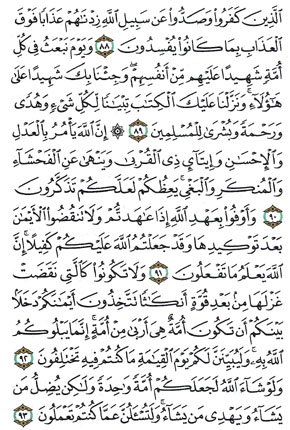 ٱلَّذِينَ كَفَرُوا۟ وَصَدُّوا۟ عَن سَبِيلِ ٱللَّهِ زِدْنَٰهُمْ عَذَابًا فَوْقَ
ٱلْعَذَابِ بِمَا كَانُوا۟ يُفْسِدُونَ ٨٨ وَيَوْمَ نَبْعَثُ فِى كُلِّ
أُمَّةٍ شَهِيدًا عَلَيْهِم مِّنْ أَنفُسِهِمْ ۖ وَجِئْنَا بِكَ شَهِيدًا عَلَىٰ
هَٰٓؤُلَآءِ ۚ وَنَزَّلْنَا عَلَيْكَ ٱلْكِتَٰبَ تِبْيَٰنًا لِّكُلِّ شَىْءٍ وَهُدًى
وَرَحْمَةً وَبُشْرَىٰ لِلْمُسْلِمِينَ ٨٩ ۞ إِنَّ ٱللَّهَ يَأْمُرُ بِٱلْعَدْلِ
وَٱلْإِحْسَٰنِ وَإِيتَآئِ ذِى ٱلْقُرْبَىٰ وَيَنْهَىٰ عَنِ ٱلْفَحْشَآءِ
وَٱلْمُنكَرِ وَٱلْبَغْىِ ۚ يَعِظُكُمْ لَعَلَّكُمْ تَذَكَّرُونَ
٩٠ وَأَوْفُوا۟ بِعَهْدِ ٱللَّهِ إِذَا عَٰهَدتُّمْ وَلَا تَنقُضُوا۟ ٱلْأَيْمَٰنَ
بَعْدَ تَوْكِيدِهَا وَقَدْ جَعَلْتُمُ ٱللَّهَ عَلَيْكُمْ كَفِيلًا ۚ إِنَّ
ٱللَّهَ يَعْلَمُ مَا تَفْعَلُونَ ٩١ وَلَا تَكُونُوا۟ كَٱلَّتِى نَقَضَتْ
غَزْلَهَا مِنۢ بَعْدِ قُوَّةٍ أَنكَٰثًا تَتَّخِذُونَ أَيْمَٰنَكُمْ دَخَلًۢا
بَيْنَكُمْ أَن تَكُونَ أُمَّةٌ هِىَ أَرْبَىٰ مِنْ أُمَّةٍ ۚ إِنَّمَا يَبْلُوكُمُ
ٱللَّهُ بِهِۦ ۚ وَلَيُبَيِّنَنَّ لَكُمْ يَوْمَ ٱلْقِيَٰمَةِ مَا كُنتُمْ فِيهِ تَخْتَلِفُونَ ٩٢
وَلَوْ شَآءَ ٱللَّهُ لَجَعَلَكُمْ أُمَّةً وَٰحِدَةً وَلَٰكِن يُضِلُّ مَن
يَشَآءُ وَيَهْدِى مَن يَشَآءُ ۚ وَلَتُسْـَٔلُنَّ عَمَّا كُنتُمْ تَعْمَلُونَ ٩٣